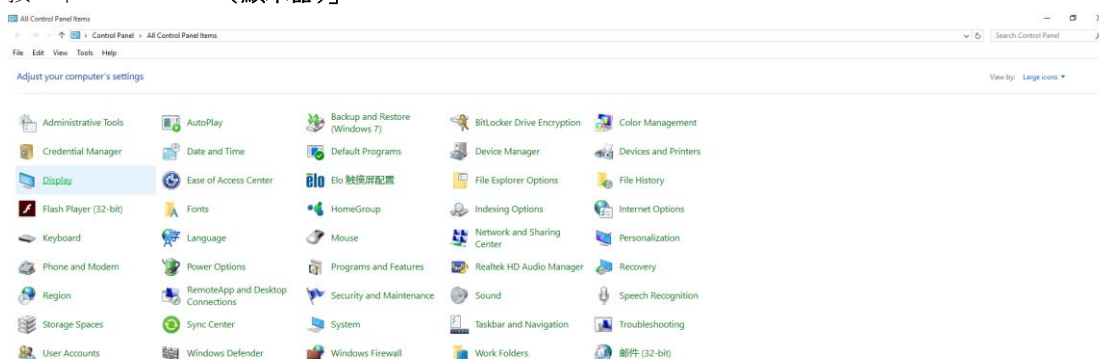 All Control Panel Items
Control Panel > All Control Panel Items
Search Control Panel
File Edit View Tools Help
Adjust your computer's settings
View by: Large icons
Administrative Tools
AutoPlay
Backup and Restore
(Windows 7)
BitLocker Drive Encryption
Color Management
Credential Manager
Date and Time
Default Programs
Device Manager
Devices and Printers
Display
Ease of Access Center
elo Elo 触摸屏配置
File Explorer Options
File History
Flash Player (32-bit)
Fonts
HomeGroup
Indexing Options
Internet Options
Keyboard
Language
Mouse
Network and Sharing
Center
Personalization
Phone and Modem
Power Options
Programs and Features
Realtek HD Audio Manager
Recovery
Region
RemoteApp and Desktop
Connections
Security and Maintenance
Sound
Speech Recognition
Storage Spaces
Sync Center
System
Taskbar and Navigation
Troubleshooting
User Accounts
Windows Defender
Windows Firewall
Work Folders
邮件 (32-bit)